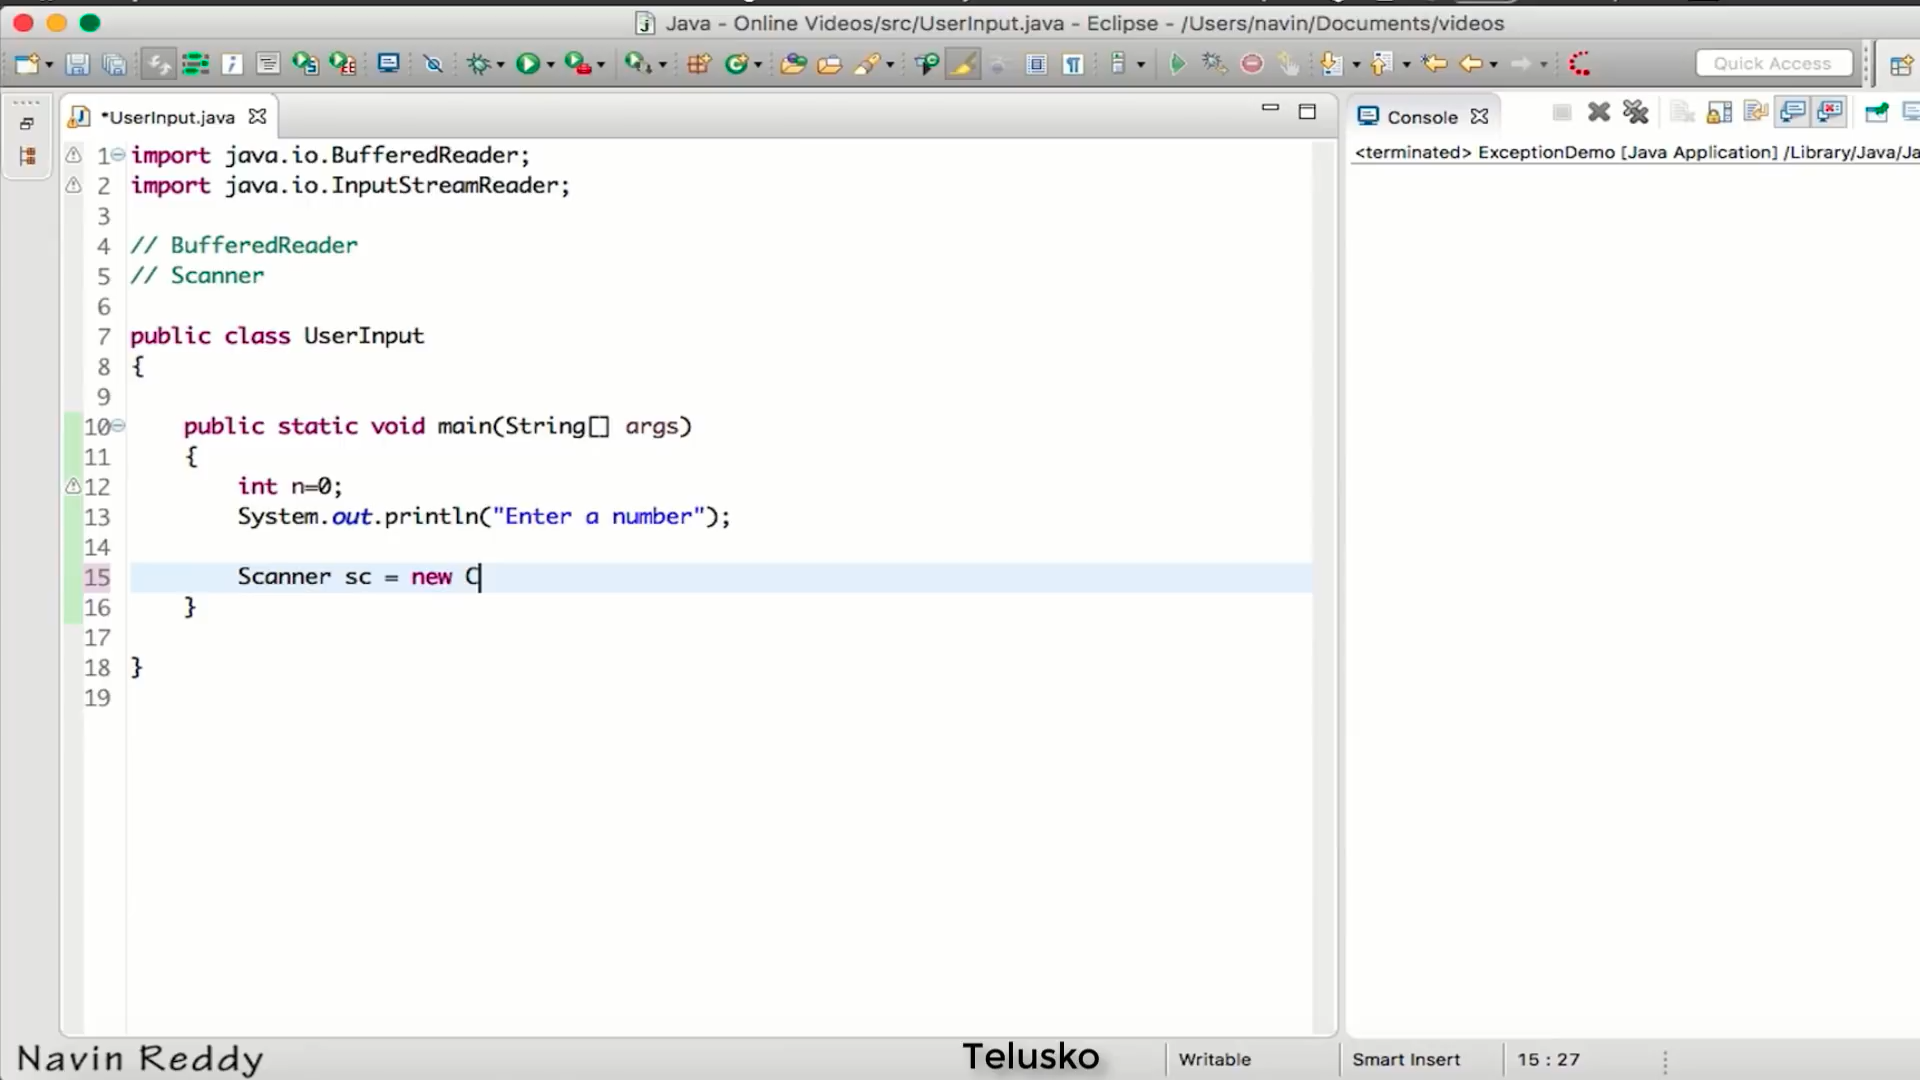 Java - Online Videos/src/UserInput.java - Eclipse - /Users/navin/Documents/videos
Quick Access
*UserInput.java
Console
<terminated> ExceptionDemo [Java Application] /Library/Java/Ja
1 import java.io.BufferedReader;
2 import java.io.InputStreamReader;
3
4 // BufferedReader
5 // Scanner
6
7 public class UserInput
8 {
9
10 public static void main(String[] args)
11 {
12 int n=0;
13 System.out.println("Enter a number");
14
15 Scanner sc = new C
16 }
17
18 }
19
Navin Reddy
Telusko
Writable
Smart Insert
15 : 27